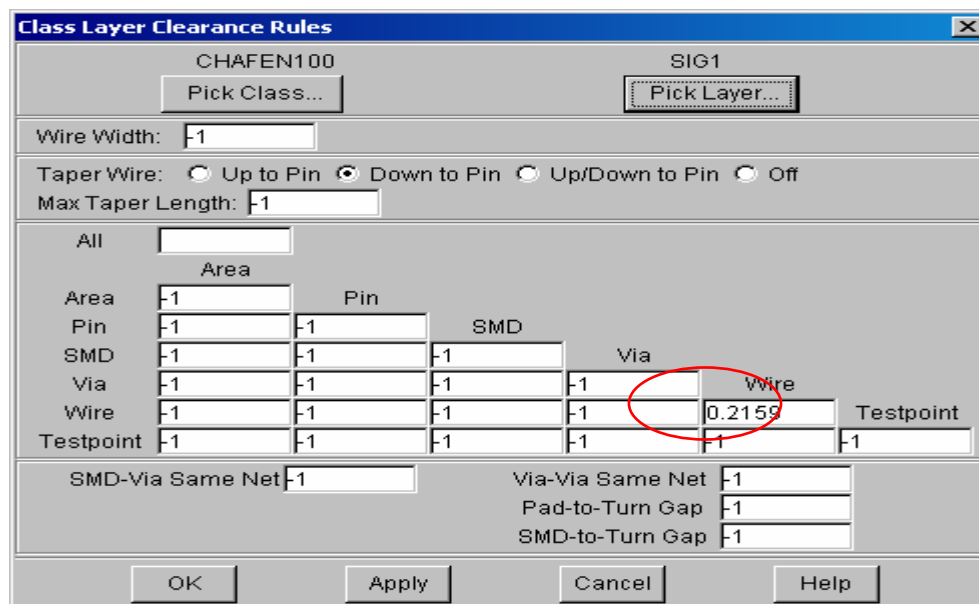 Class Layer Clearance Rules
CHAFEN100 SIG1
Pick Class... Pick Layer...
Wire Width: -1
Taper Wire: Up to Pin Down to Pin Up/Down to Pin Off
Max Taper Length: -1
All
Area
Area -1 Pin
Pin -1 -1 SMD
SMD -1 -1 -1 Via
Via -1 -1 -1 -1 Wire
Wire -1 -1 -1 -1 0.2159 Testpoint
Testpoint -1 -1 -1 -1 -1 -1
SMD-Via Same Net -1 Via-Via Same Net -1
Pad-to-Turn Gap -1
SMD-to-Turn Gap -1
OK Apply Cancel Help